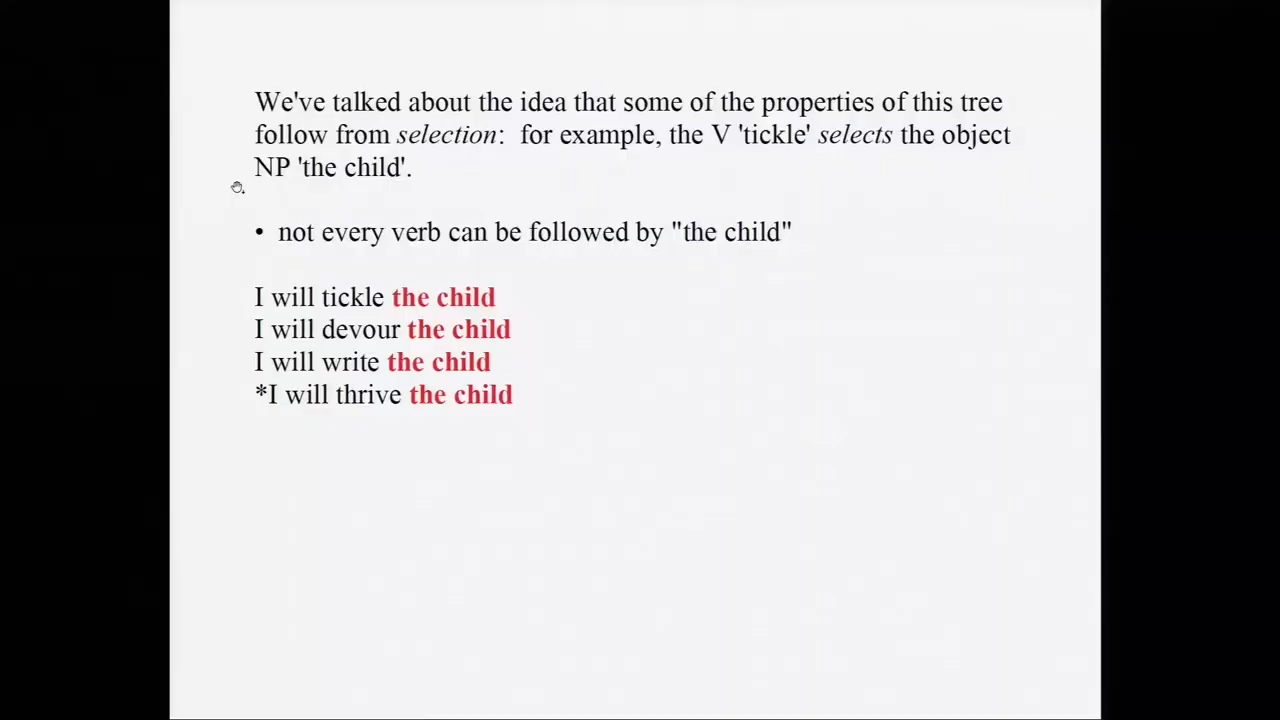 We've talked about the idea that some of the properties of this tree
follow from selection:  for example, the V 'tickle' selects the object
NP 'the child'.
• not every verb can be followed by "the child"
I will tickle the child
I will devour the child
I will write the child
*I will thrive the child